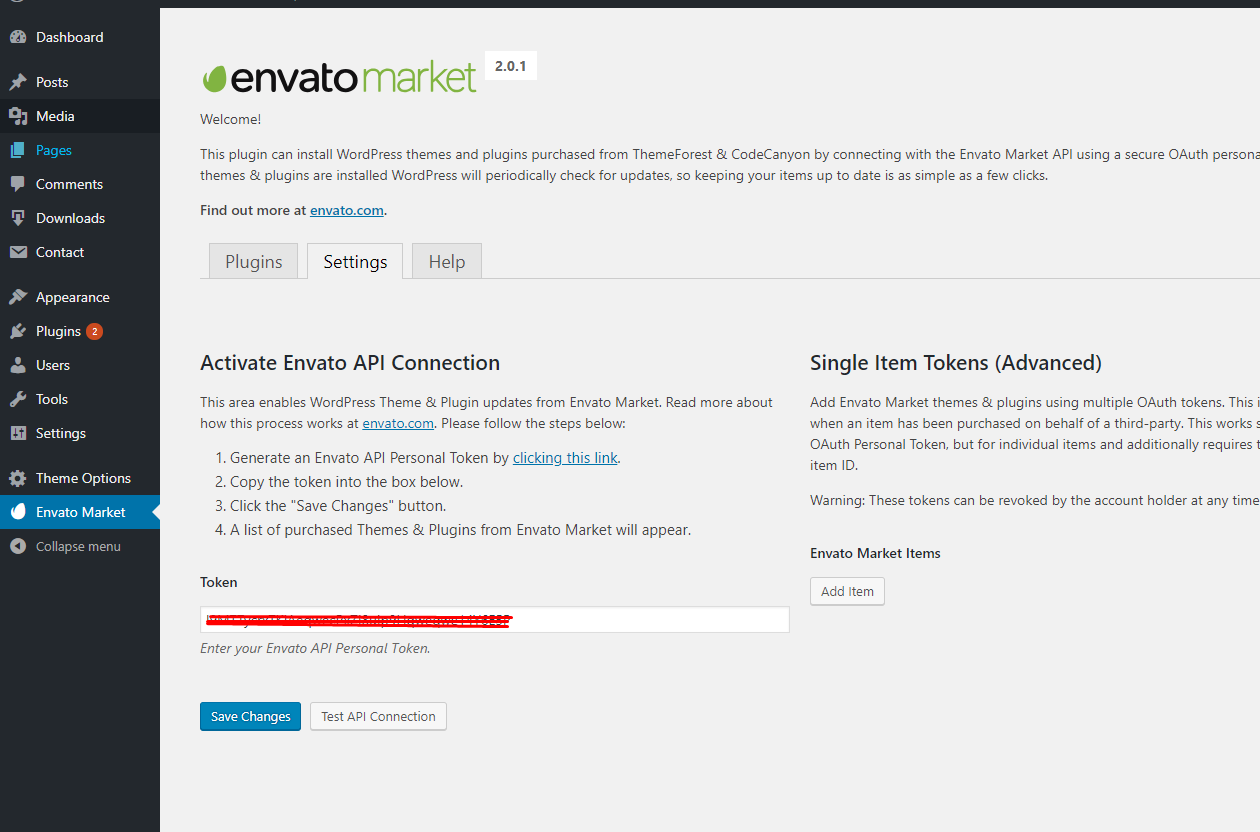 Dashboard
Posts
Media
Pages
Comments
Downloads
Contact
Appearance
Plugins 2
Users
Tools
Settings
Theme Options
Envato Market
Collapse menu
envato market 2.0.1
Welcome!
This plugin can install WordPress themes and plugins purchased from ThemeForest & CodeCanyon by connecting with the Envato Market API using a secure OAuth persona
themes & plugins are installed WordPress will periodically check for updates, so keeping your items up to date is as simple as a few clicks.
Find out more at envato.com.
Plugins Settings Help
Activate Envato API Connection
This area enables WordPress Theme & Plugin updates from Envato Market. Read more about
how this process works at envato.com. Please follow the steps below:
1. Generate an Envato API Personal Token by clicking this link.
2. Copy the token into the box below.
3. Click the "Save Changes" button.
4. A list of purchased Themes & Plugins from Envato Market will appear.
Token
Enter your Envato API Personal Token.
Save Changes Test API Connection
Single Item Tokens (Advanced)
Add Envato Market themes & plugins using multiple OAuth tokens. This i
when an item has been purchased on behalf of a third-party. This works s
OAuth Personal Token, but for individual items and additionally requires t
item ID.
Warning: These tokens can be revoked by the account holder at any time
Envato Market Items
Add Item